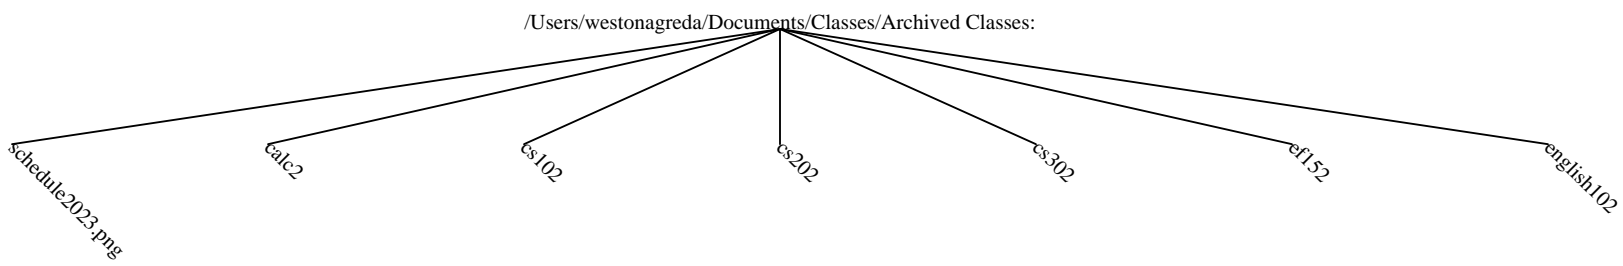 /Users/westonagreda/Documents/Classes/Archived Classes:
schedule2023.png
calc2
cs102
cs202
cs302
ef152
english102